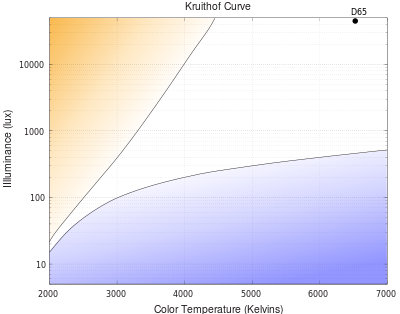 Kruithof Curve
D65
Illuminance (lux)
10000
1000
100
10
2000 3000 4000 5000 6000 7000
Color Temperature (Kelvins)